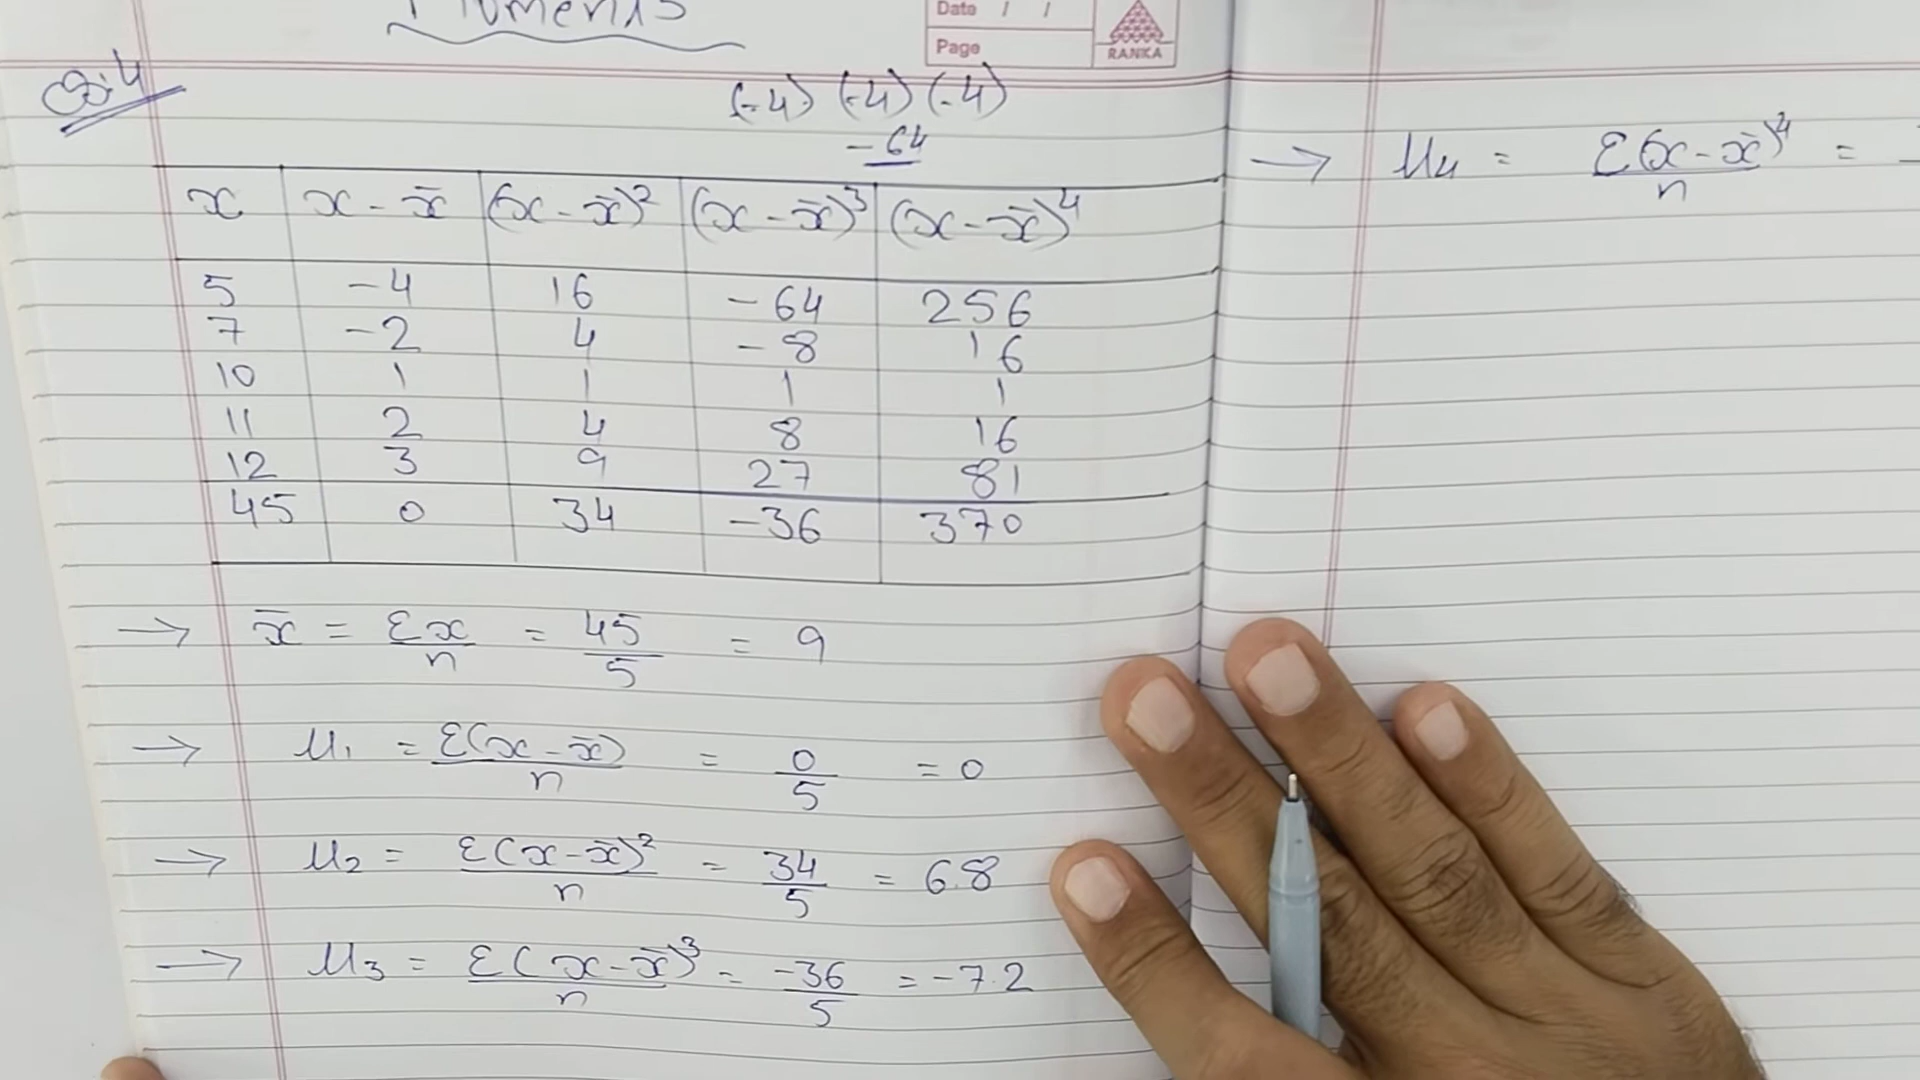 Moments
Date / /
Page
RANKA
Q:4
(-4) (-4) (-4)
-64
x | x - x̄ | (x - x̄)² | (x - x̄)³ | (x - x̄)⁴
5 | -4 | 16 | -64 | 256
7 | -2 | 4 | -8 | 16
10 | 1 | 1 | 1 | 1
11 | 2 | 4 | 8 | 16
12 | 3 | 9 | 27 | 81
45 | 0 | 34 | -36 | 370
→ x̄ = Σx/n = 45/5 = 9
→ μ₁ = Σ(x - x̄)/n = 0/5 = 0
→ μ₂ = Σ(x - x̄)²/n = 34/5 = 6.8
→ μ₃ = Σ(x - x̄)³/n = -36/5 = -7.2
→ μ₄ = Σ(x - x̄)⁴/n =